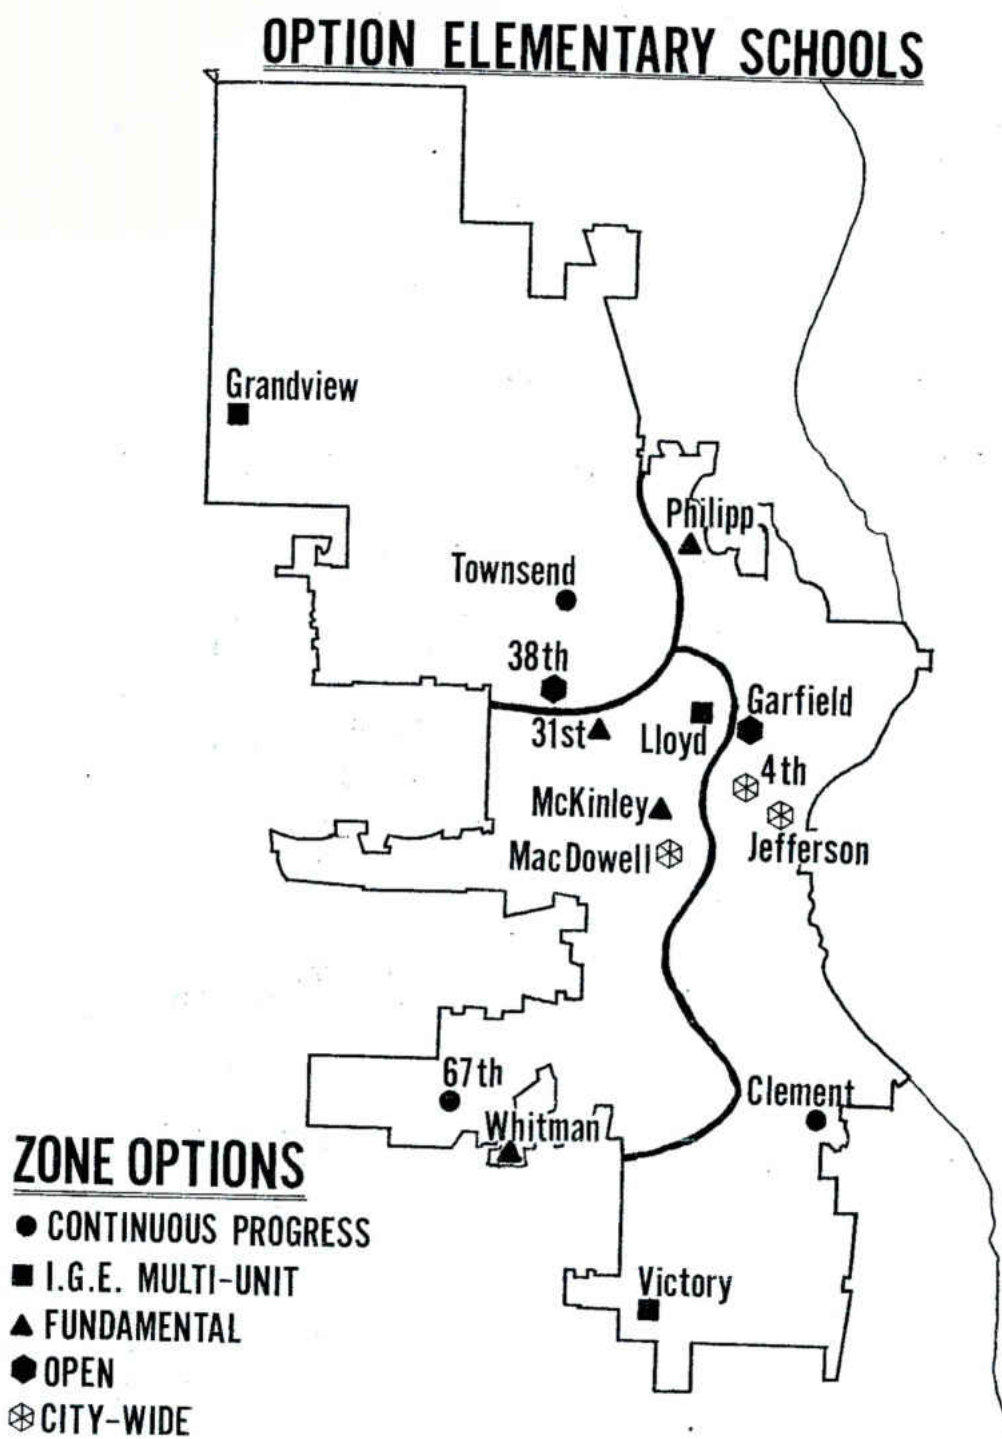 OPTION ELEMENTARY SCHOOLS
Grandview
Philipp
Townsend
38th
Garfield
31st
Lloyd
4th
McKinley
MacDowell
Jefferson
67th
Clement
Whitman
Victory
ZONE OPTIONS
CONTINUOUS PROGRESS
I.G.E. MULTI-UNIT
FUNDAMENTAL
OPEN
CITY-WIDE